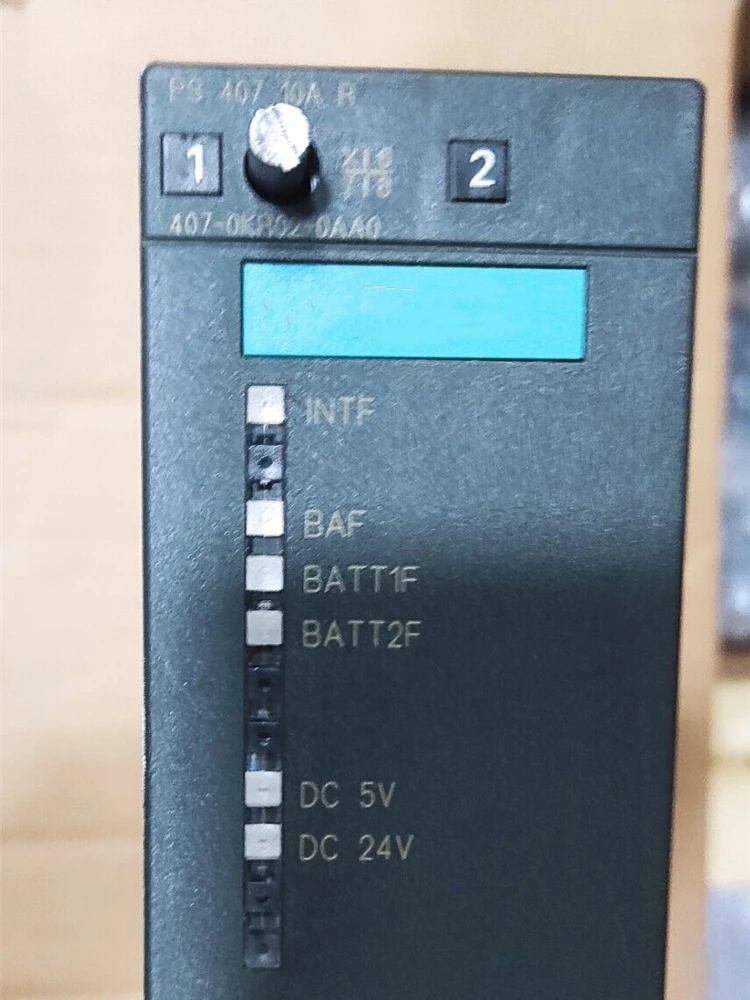 PS 407 10A R
1
2
407-0KR02-0AA0
INTF
BAF
BATT1F
BATT2F
DC 5V
DC 24V